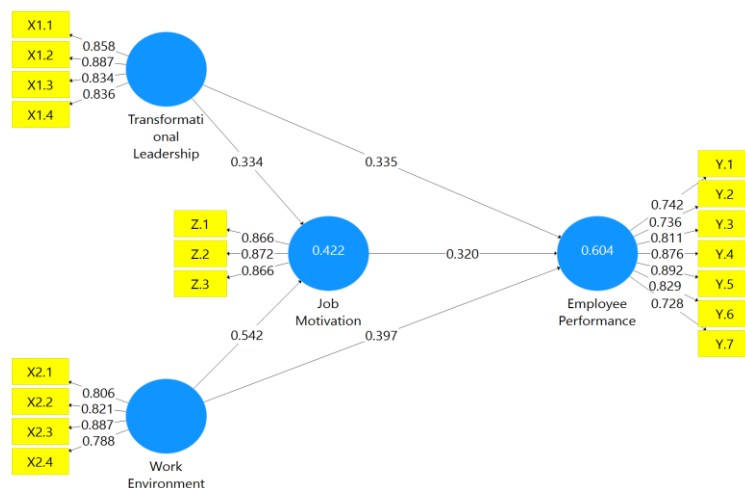 X1.1
X1.2
X1.3
X1.4
0.858
0.887
0.834
0.836
Transformati
onal
Leadership
0.334
0.335
Z.1
Z.2
Z.3
0.866
0.872
0.866
0.422
Job
Motivation
0.320
0.542
0.397
0.604
Employee
Performance
0.742
0.736
0.811
0.876
0.892
0.829
0.728
Y.1
Y.2
Y.3
Y.4
Y.5
Y.6
Y.7
X2.1
X2.2
X2.3
X2.4
0.806
0.821
0.887
0.788
Work
Environment